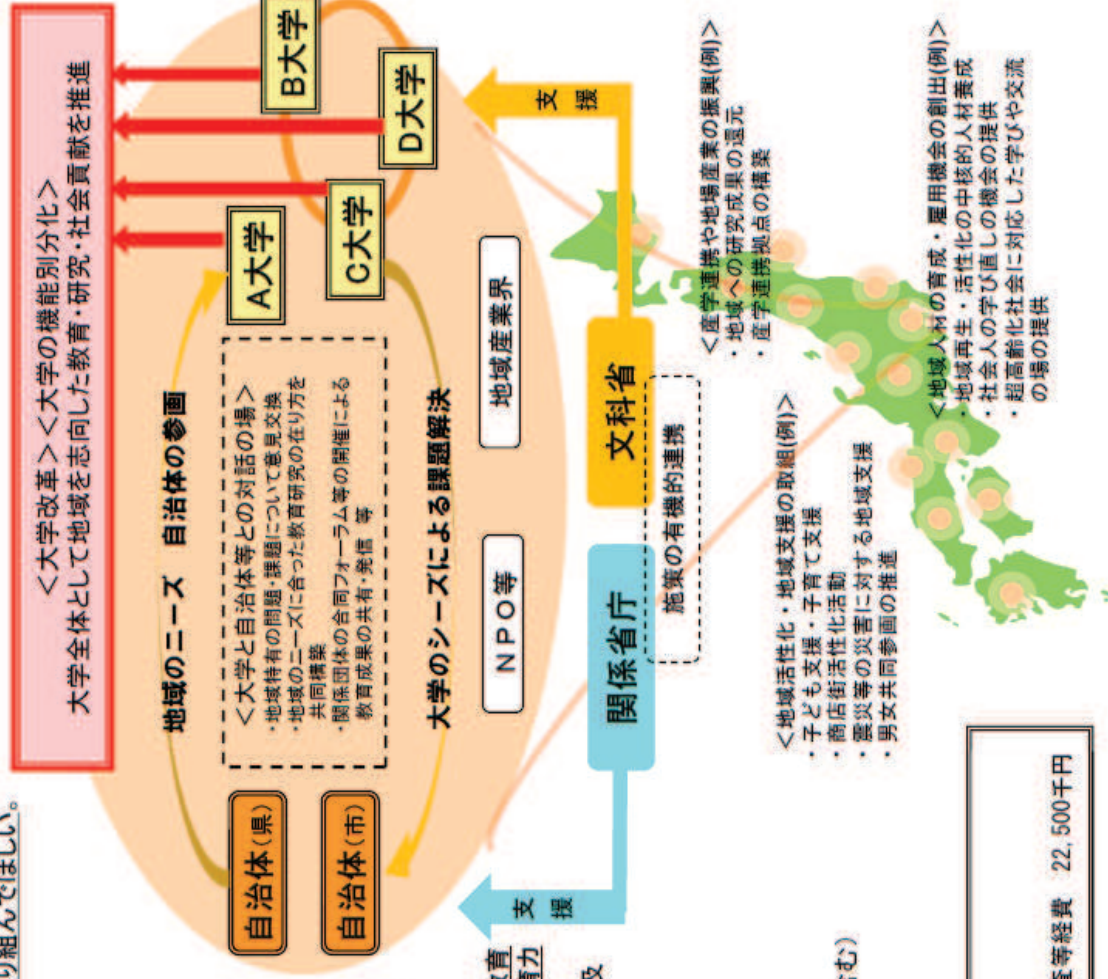 り組んでほしい。
＜大学改革＞＜大学の機能別分化＞
大学全体として地域を志向した教育・研究・社会貢献を推進
地域のニーズ　自治体の参画
自治体(県)
自治体(市)
＜大学と自治体等との対話の場＞
・地域特有の問題・課題について意見交換
・地域のニーズに合った教育研究の在り方を
共同構築
・関係団体の合同フォーラム等の開催による
教育成果の共有・発信　等
A大学
B大学
C大学
D大学
大学のシーズによる課題解決
NPO等
地域産業界
支援
関係省庁
文科省
支援
施策の有機的連携
＜産学連携や地場産業の振興(例)＞
・地域への研究成果の還元
・産学連携拠点の構築
＜地域活性化・地域支援の取組(例)＞
・子ども支援・子育て支援
・商店街活性化活動
・震災等の災害に対する地域支援
・男女共同参画の推進
＜地域人材の育成・雇用機会の創出(例)＞
・地域再生・活性化の中核的人材養成
・社会人の学び直しの機会の提供
・超高齢化社会に対応した学びや交流
の場の提供
教育
育力
及
含む)
等経費　22,500千円